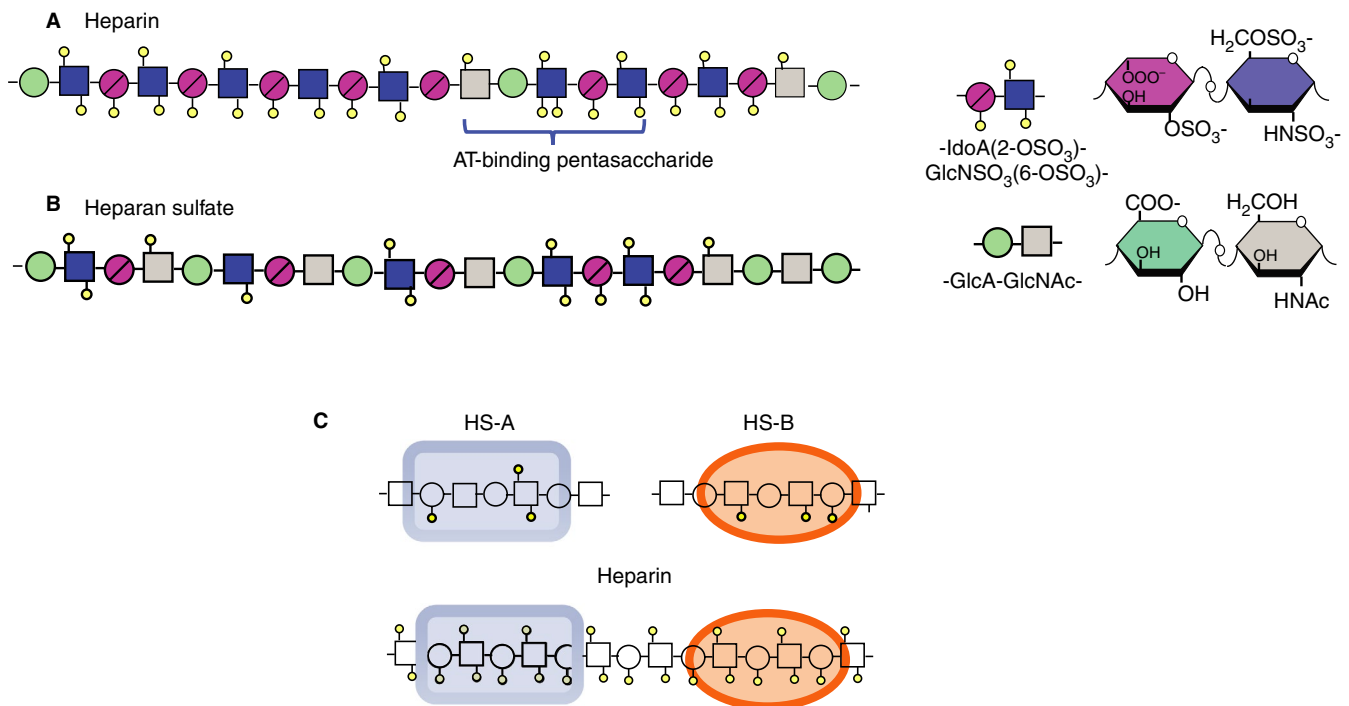 A Heparin
AT-binding pentasaccharide
B Heparan sulfate
-IdoA(2-OSO3)-
GlcNSO3(6-OSO3)-
H2COSO3-
OOO–
OH
OSO3-
HNSO3-
-GlcA-GlcNAc-
COO-
H2COH
OH
OH
OH
HNAc
C
HS-A
HS-B
Heparin